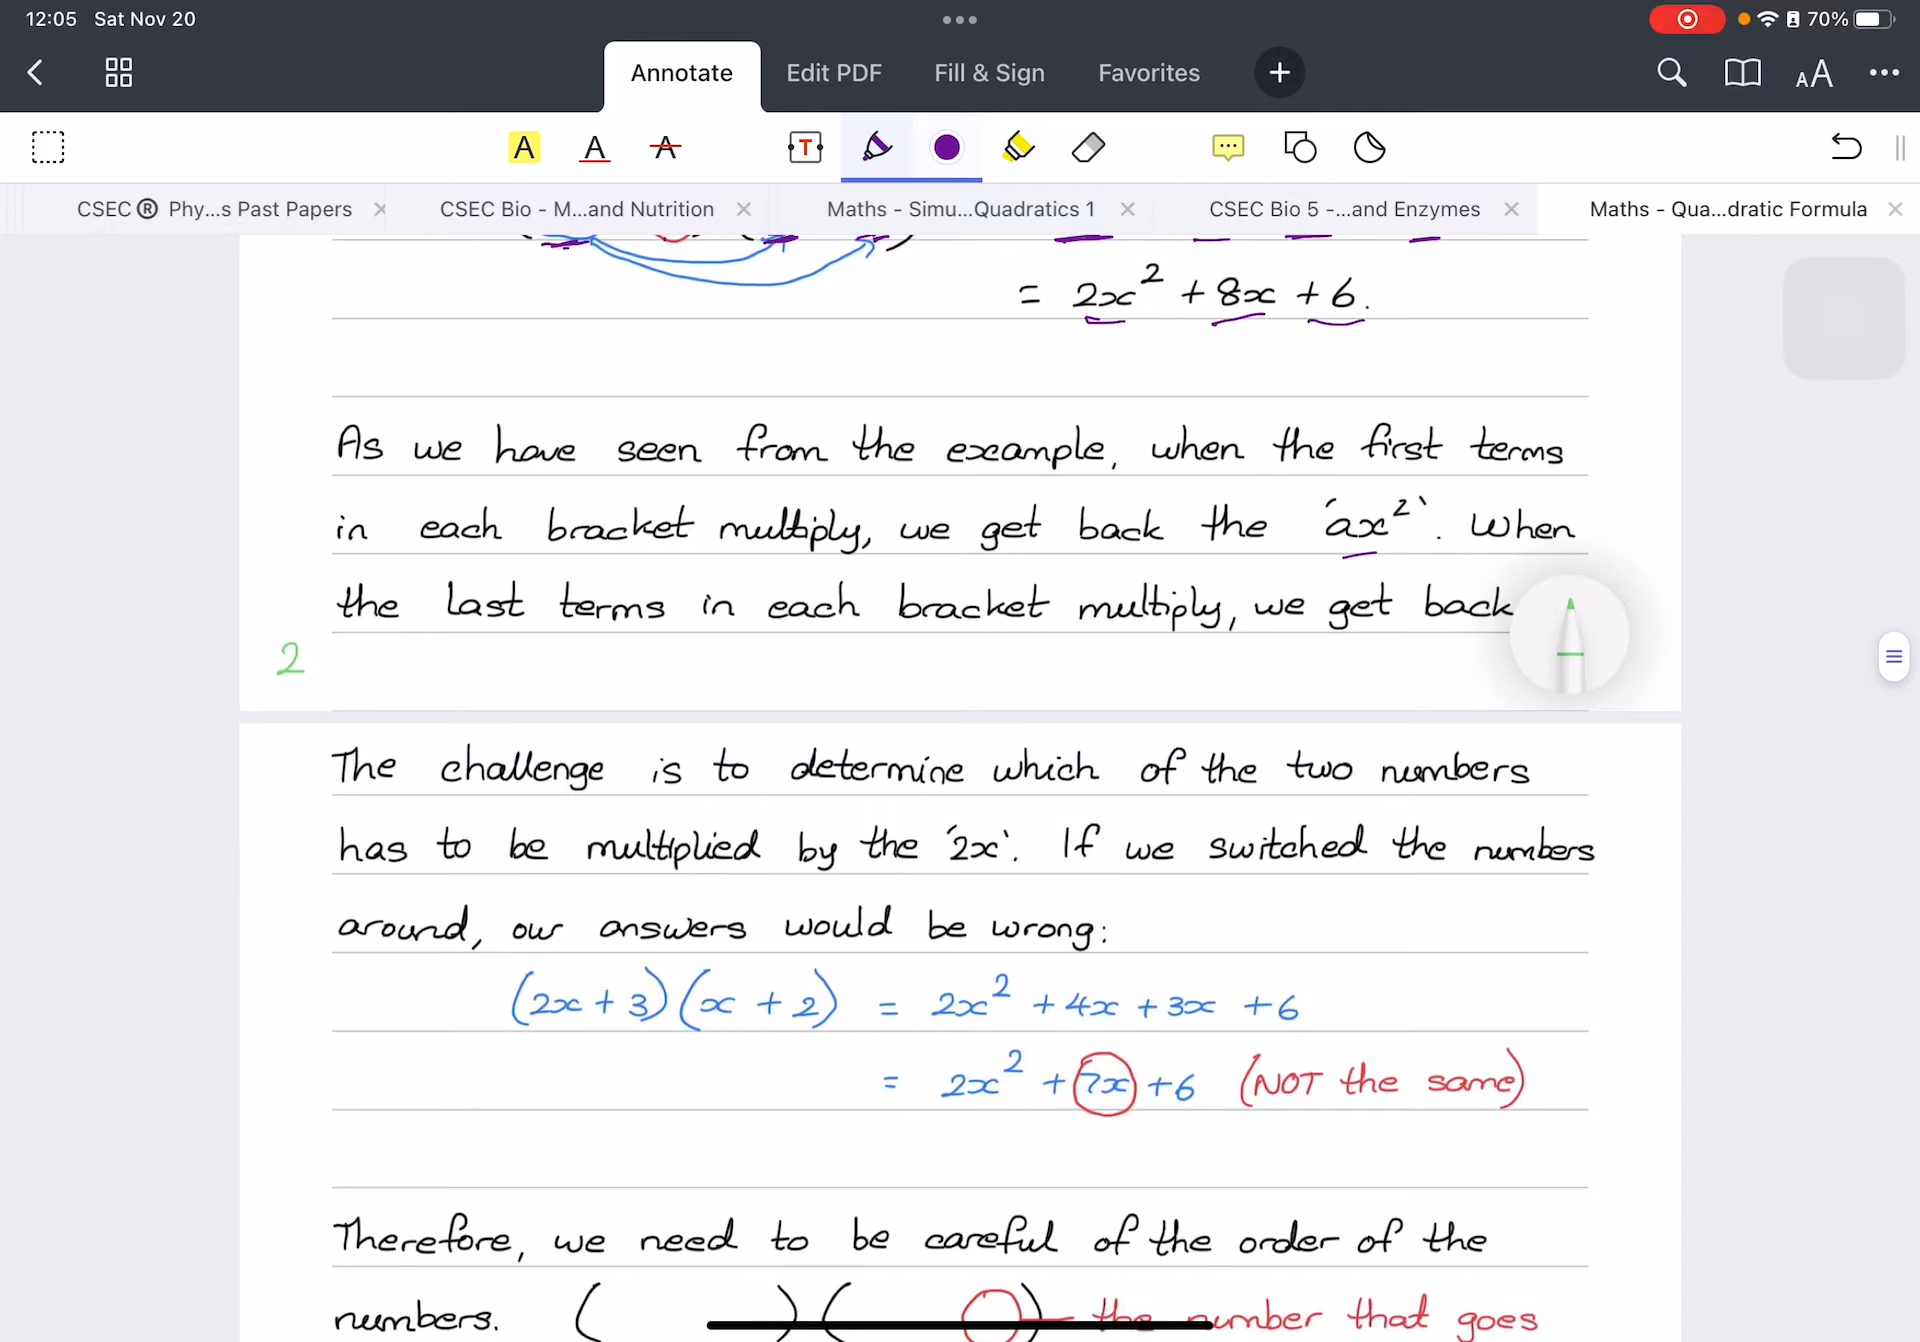 12:05 Sat Nov 20
70%
Annotate Edit PDF Fill & Sign Favorites
AA
A A A T
CSEC ® Phy...s Past Papers CSEC Bio - M...and Nutrition Maths - Simu...Quadratics 1 CSEC Bio 5 -...and Enzymes Maths - Qua...dratic Formula
= 2x² + 8x + 6.
As we have seen from the example, when the first terms
in each bracket multiply, we get back the 'ax²'. When
the last terms in each bracket multiply, we get back
2
The challenge is to determine which of the two numbers
has to be multiplied by the '2x'. If we switched the numbers
around, our answers would be wrong:
(2x + 3)(x + 2) = 2x² + 4x + 3x + 6
= 2x² + 7x + 6 (NOT the same)
Therefore, we need to be careful of the order of the
numbers. ( )( ) the number that goes